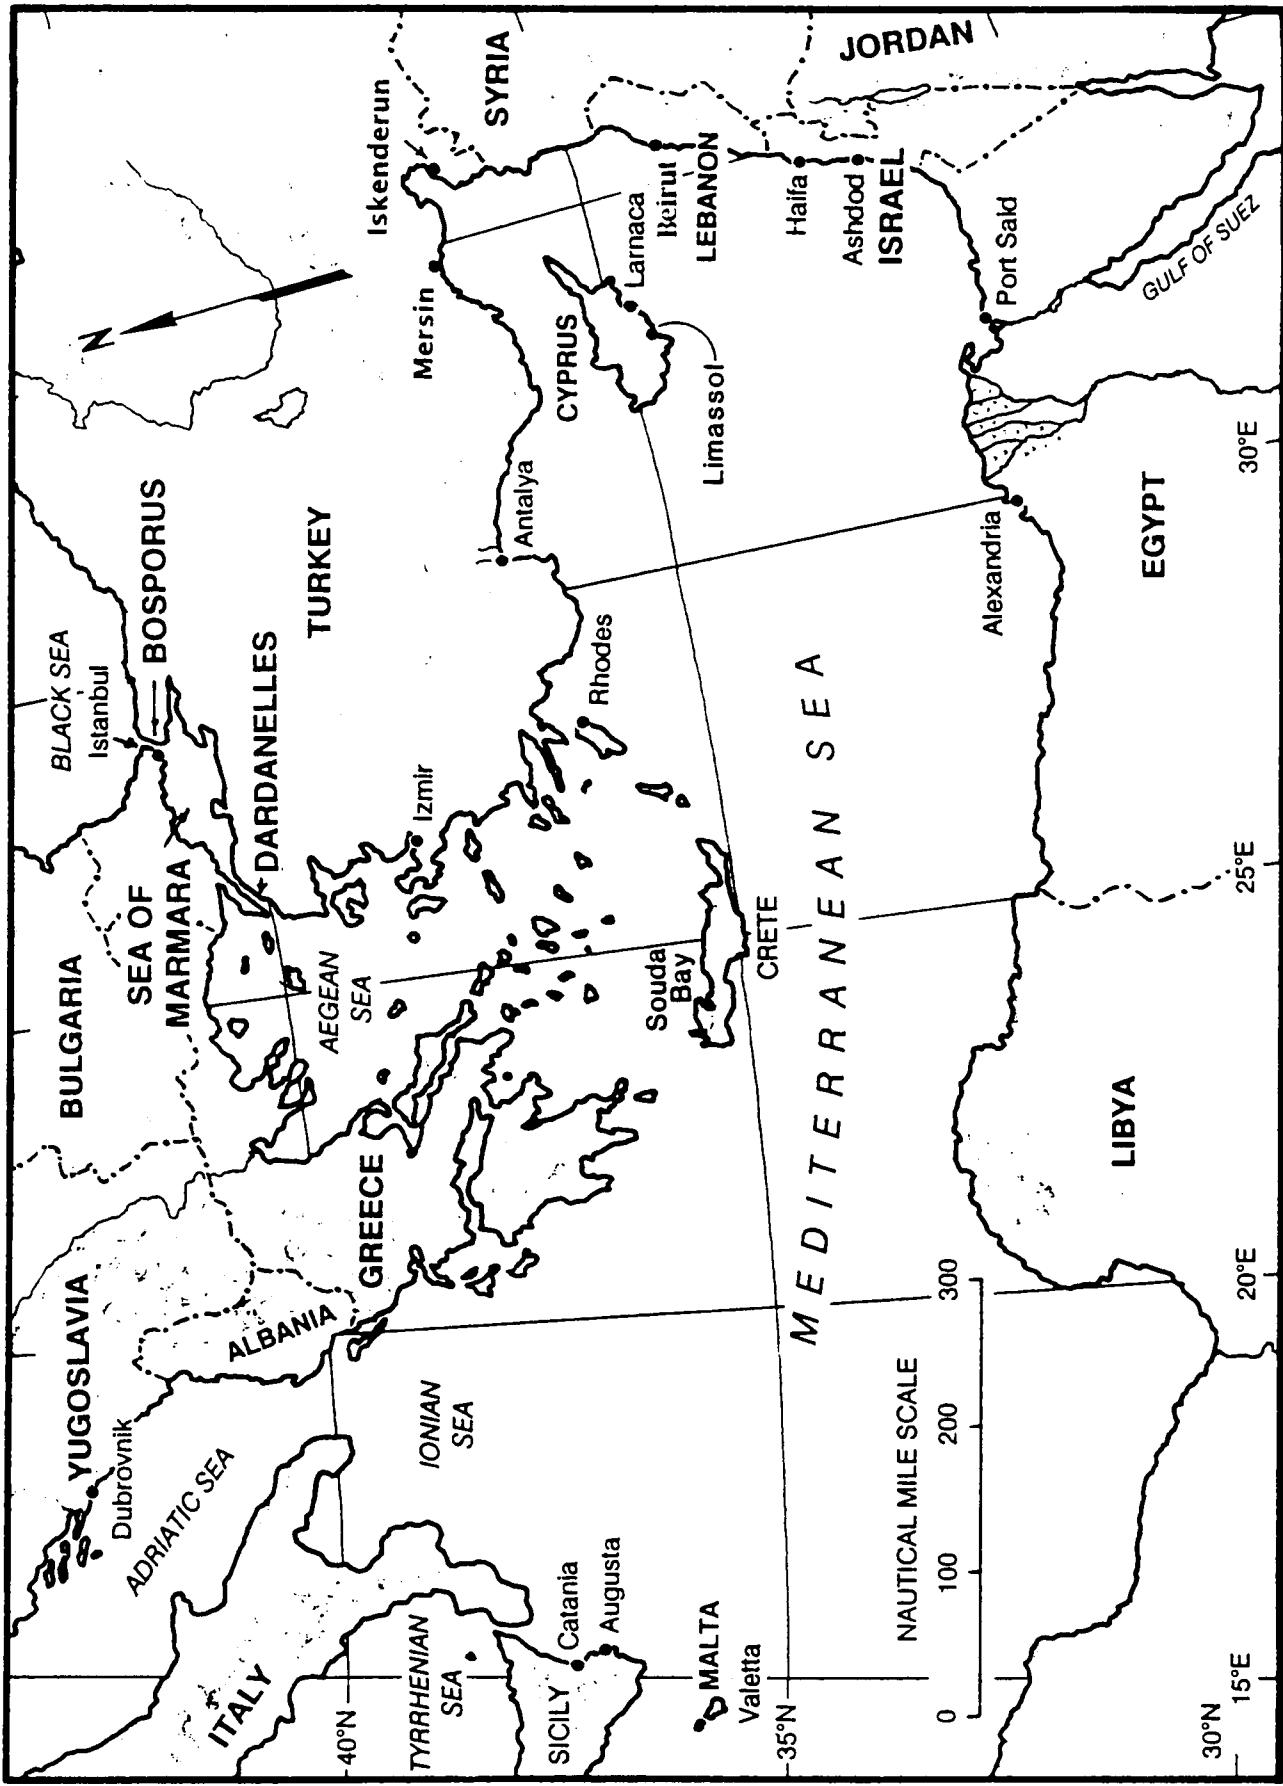 YUGOSLAVIA
Dubrovnik
ADRIATIC SEA
ITALY
40°N
TYRRHENIAN
SEA
SICILY
Catania
Augusta
MALTA
Valetta
35°N
30°N
15°E
IONIAN
SEA
ALBANIA
GREECE
BULGARIA
SEA OF
MARMARA
AEGEAN
SEA
BLACK SEA
Istanbul
BOSPORUS
DARDANELLES
TURKEY
Izmir
Antalya
Rhodes
Souda
Bay
CRETE
MEDITERRANEAN SEA
N
Mersin
Iskenderun
SYRIA
CYPRUS
Larnaca
Limassol
Beirut
LEBANON
Haifa
Ashdod
ISRAEL
JORDAN
Port Said
GULF OF SUEZ
Alexandria
EGYPT
LIBYA
30°E
25°E
20°E
NAUTICAL MILE SCALE
0 100 200 300